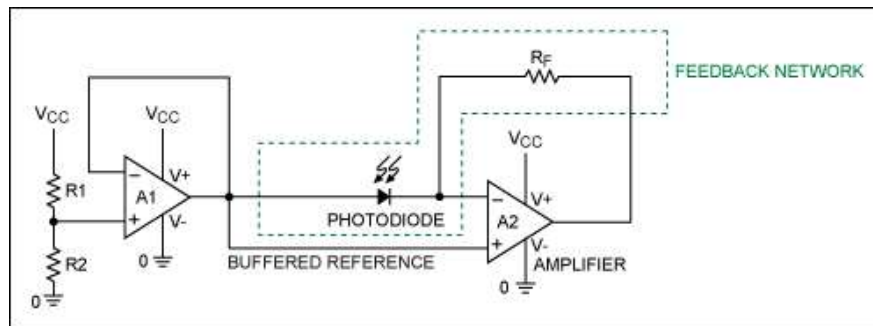 RF
FEEDBACK NETWORK
VCC
VCC
VCC
V+
R1
A1
V+
V-
PHOTODIODE
A2
R2
V-
0
BUFFERED REFERENCE
AMPLIFIER
0
0